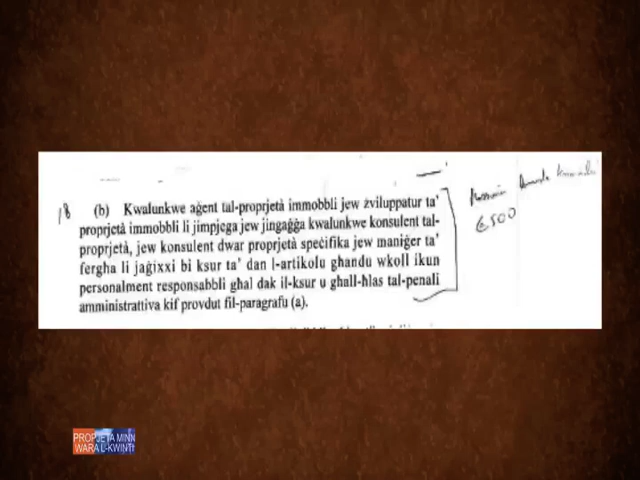 18 (b) Kwalunkwe aġent tal-proprjetà immobbli jew żviluppatur ta'
proprjetà immobbli li jimpjega jew jingaġġa kwalunkwe konsulent tal-
proprjetà, jew konsulent dwar proprjetà speċifika jew maniġer ta'
fergħa li jaġixxi bi ksur ta' dan l-artikolu għandu wkoll ikun
personalment responsabbli għal dak il-ksur u għall-ħlas tal-penali
amministrattiva kif provdut fil-paragrafu (a).
€500
PROPJETA MINN
WARA L-KWINTI